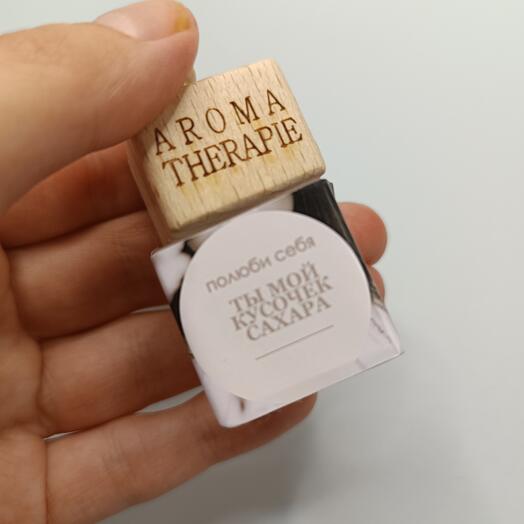 AROMA
THERAPIE
полюби себя
ТЫ МОЙ
КУСОЧЕК
САХАРА